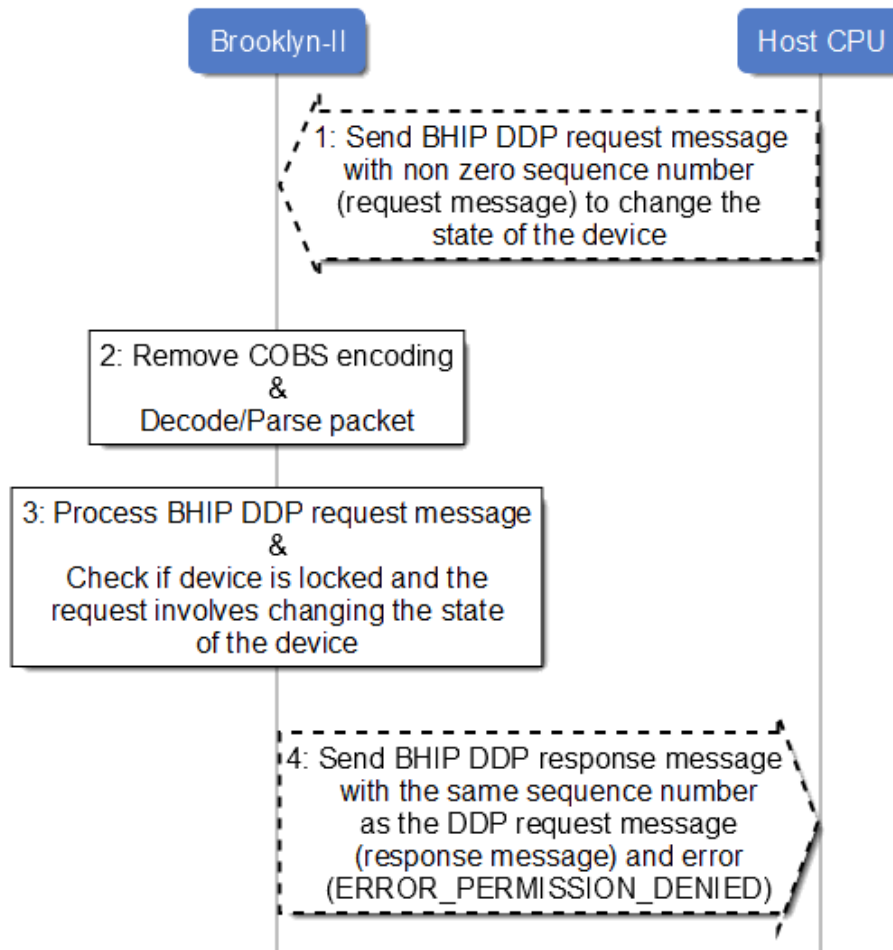 Brooklyn-II
Host CPU
1: Send BHIP DDP request message
with non zero sequence number
(request message) to change the
state of the device
2: Remove COBS encoding
&
Decode/Parse packet
3: Process BHIP DDP request message
&
Check if device is locked and the
request involves changing the state
of the device
4: Send BHIP DDP response message
with the same sequence number
as the DDP request message
(response message) and error
(ERROR_PERMISSION_DENIED)